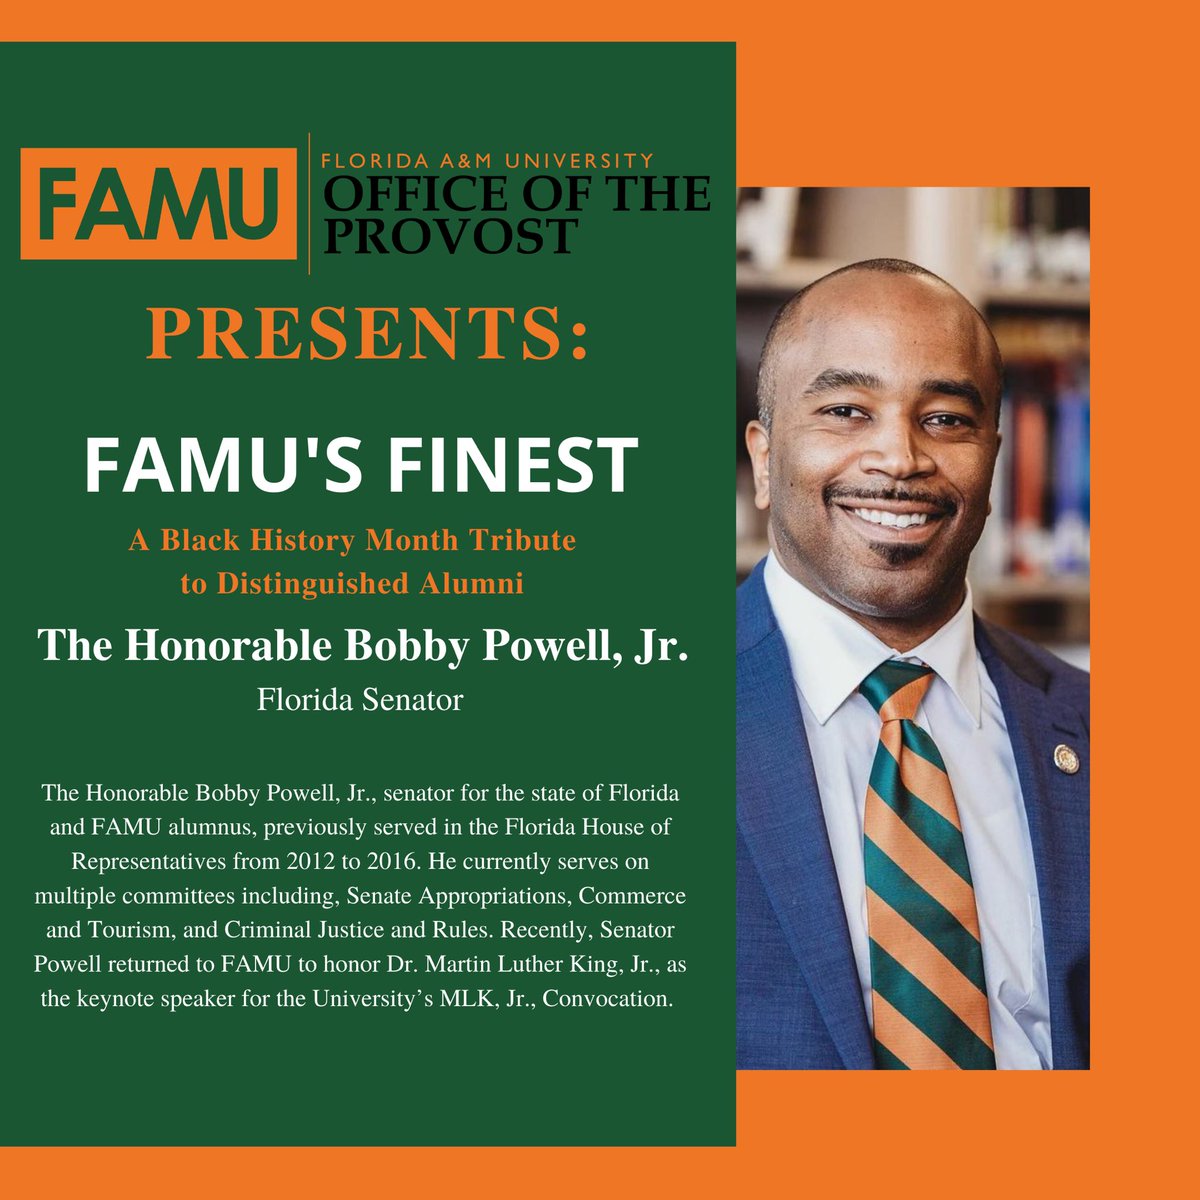 FAMU
FLORIDA A&M UNIVERSITY
OFFICE OF THE
PROVOST
PRESENTS:
FAMU'S FINEST
A Black History Month Tribute
to Distinguished Alumni
The Honorable Bobby Powell, Jr.
Florida Senator
The Honorable Bobby Powell, Jr., senator for the state of Florida
and FAMU alumnus, previously served in the Florida House of
Representatives from 2012 to 2016. He currently serves on
multiple committees including, Senate Appropriations, Commerce
and Tourism, and Criminal Justice and Rules. Recently, Senator
Powell returned to FAMU to honor Dr. Martin Luther King, Jr., as
the keynote speaker for the University’s MLK, Jr., Convocation.